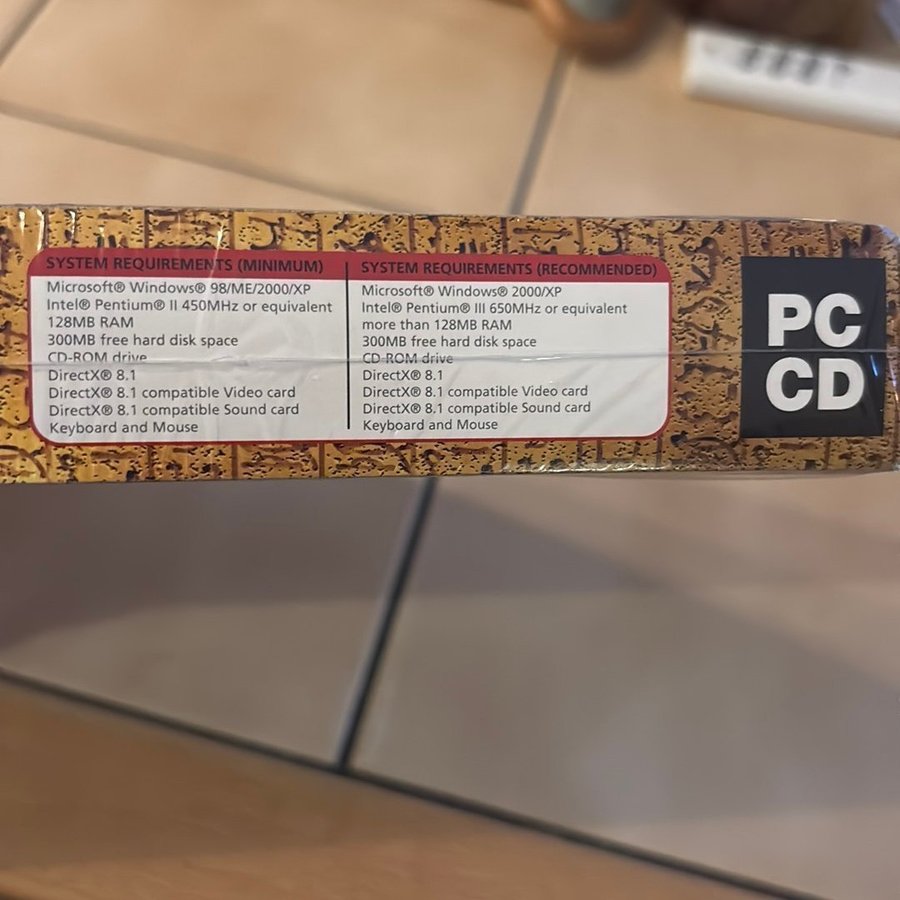 SYSTEM REQUIREMENTS (MINIMUM)
Microsoft® Windows® 98/ME/2000/XP
Intel® Pentium® II 450MHz or equivalent
128MB RAM
300MB free hard disk space
CD-ROM drive
DirectX® 8.1
DirectX® 8.1 compatible Video card
DirectX® 8.1 compatible Sound card
Keyboard and Mouse
SYSTEM REQUIREMENTS (RECOMMENDED)
Microsoft® Windows® 2000/XP
Intel® Pentium® III 650MHz or equivalent
more than 128MB RAM
300MB free hard disk space
CD-ROM drive
DirectX® 8.1
DirectX® 8.1 compatible Video card
DirectX® 8.1 compatible Sound card
Keyboard and Mouse
PC
CD